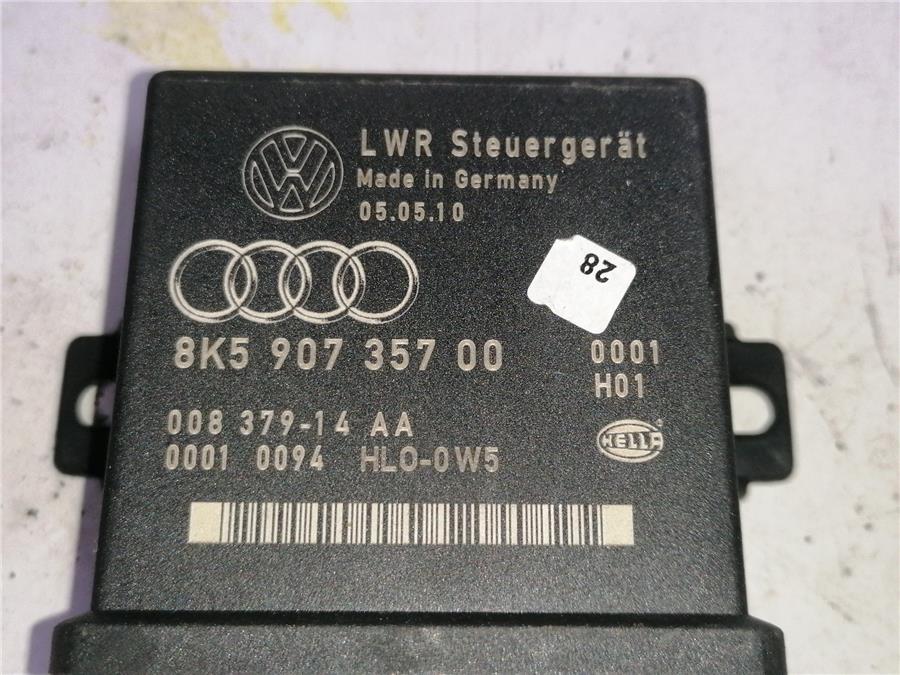 LWR Steuergerät
Made in Germany
05.05.10
28
8K5 907 357 00 0001
H01
008 379-14 AA
HELLA
0001 0094 HLO-0W5